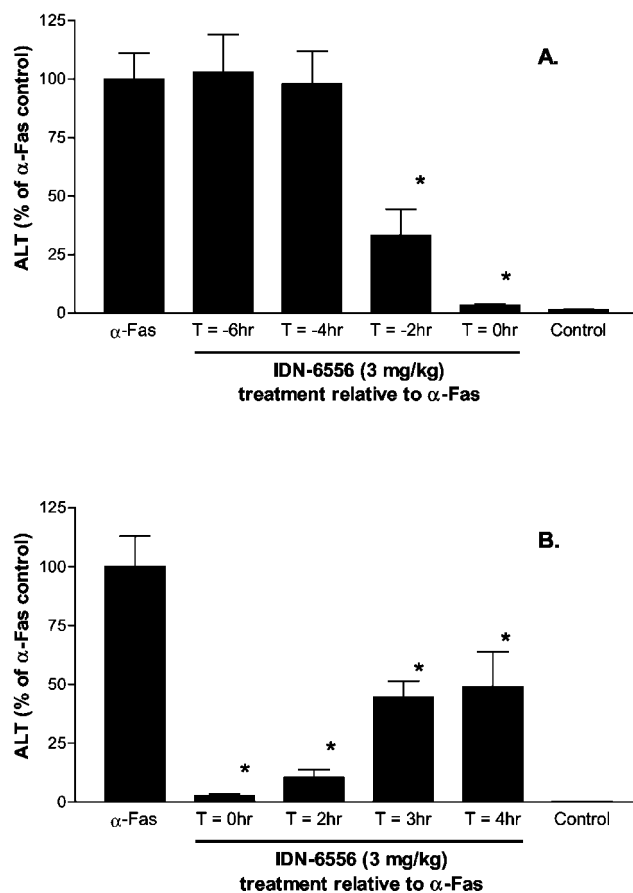 A.
ALT (% of α-Fas control)
125
100
75
50
25
0
*
*
α-Fas T = -6hr T = -4hr T = -2hr T = 0hr Control
IDN-6556 (3 mg/kg)
treatment relative to α-Fas
B.
ALT (% of α-Fas control)
125
100
75
50
25
0
*
*
*
*
α-Fas T = 0hr T = 2hr T = 3hr T = 4hr Control
IDN-6556 (3 mg/kg)
treatment relative to α-Fas